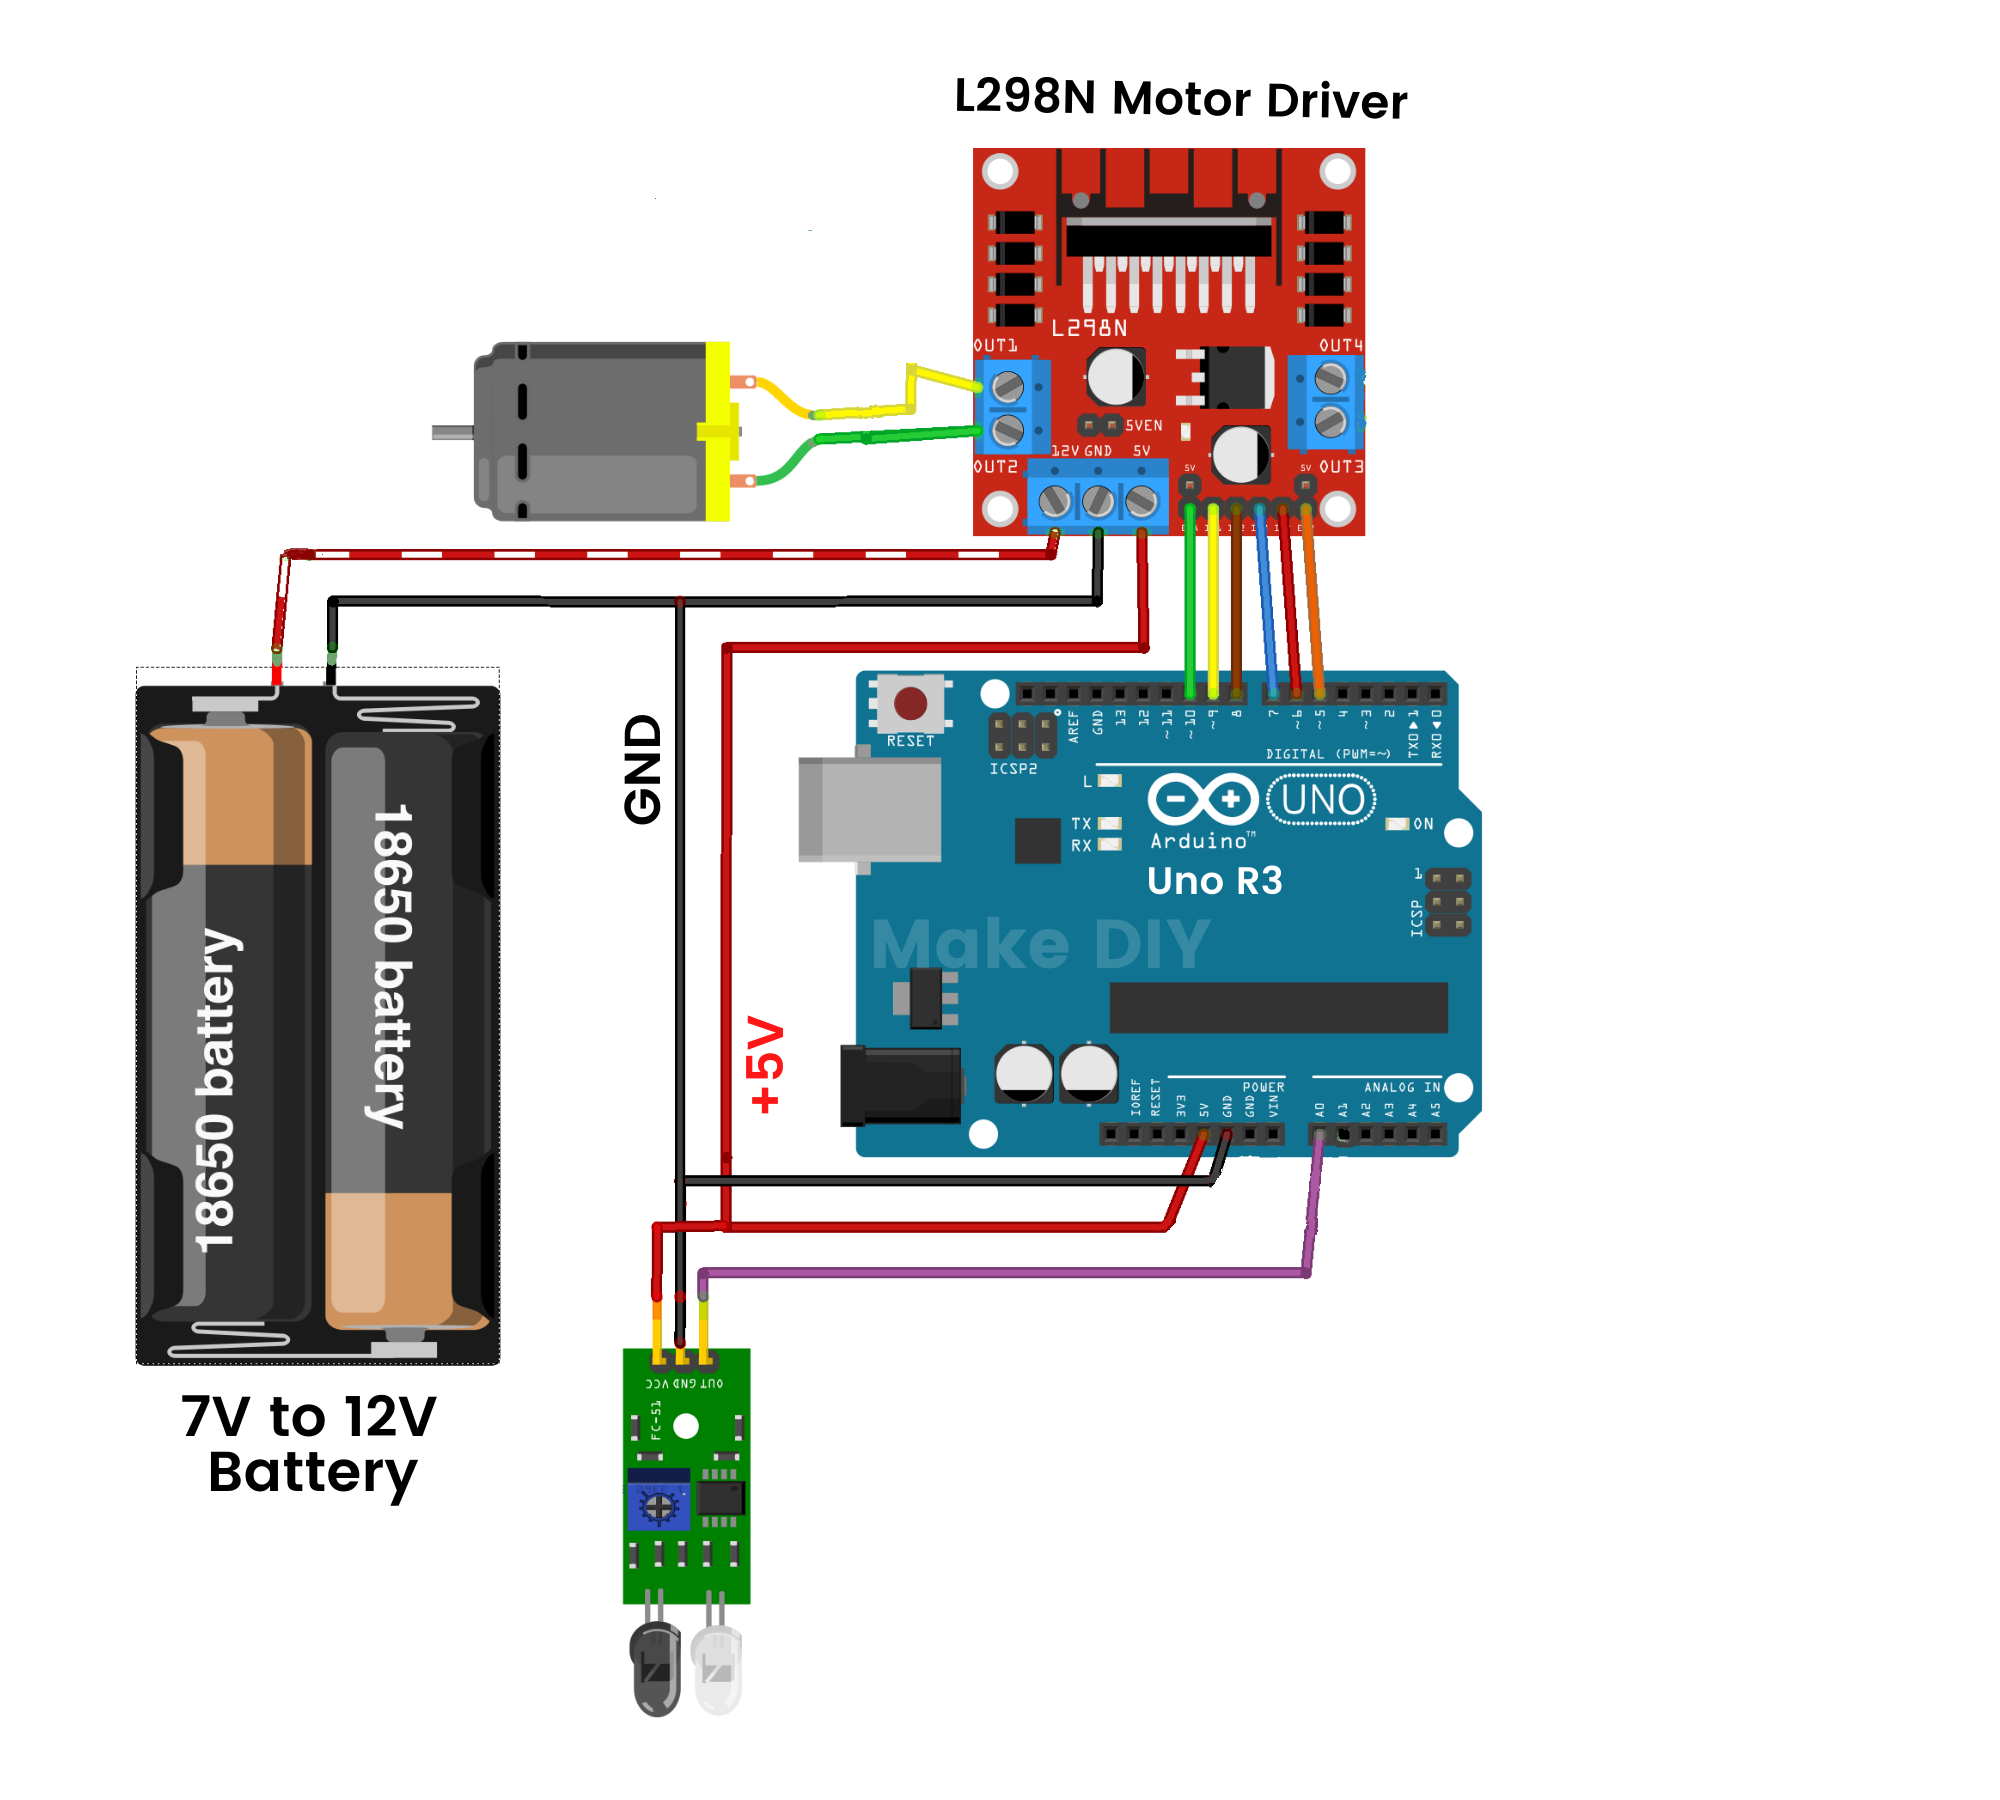 L298N Motor Driver
L298N
OUT1
OUT4
5VEN
12V GND 5V
OUT2
OUT3
5V
5V
RESET
ICSP2
AREF
GND
13
12
~11
~10
~9
8
7
~6
~5
4
~3
2
TX0▶1
RX0◀0
DIGITAL (PWM=~)
L
TX
RX
Arduino™
UNO
ON
Uno R3
1
ICSP
Make DIY
GND
+5V
18650 battery
18650 battery
IOREF
RESET
3V3
5V
GND
GND
VIN
POWER
ANALOG IN
A0
A1
A2
A3
A4
A5
7V to 12V
Battery
VCC GND OUT
FC-51